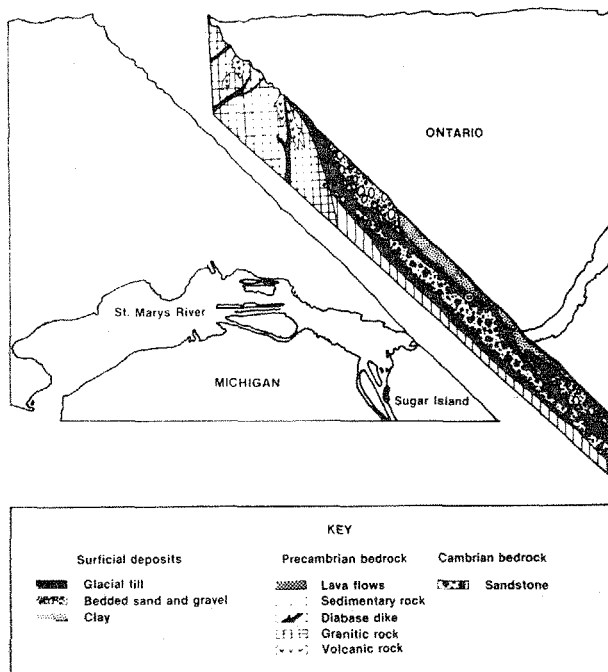 ONTARIO
St. Marys River
MICHIGAN
Sugar Island
KEY
Surficial deposits
Glacial till
Bedded sand and gravel
Clay
Precambrian bedrock
Lava flows
Sedimentary rock
Diabase dike
Granitic rock
Volcanic rock
Cambrian bedrock
Sandstone